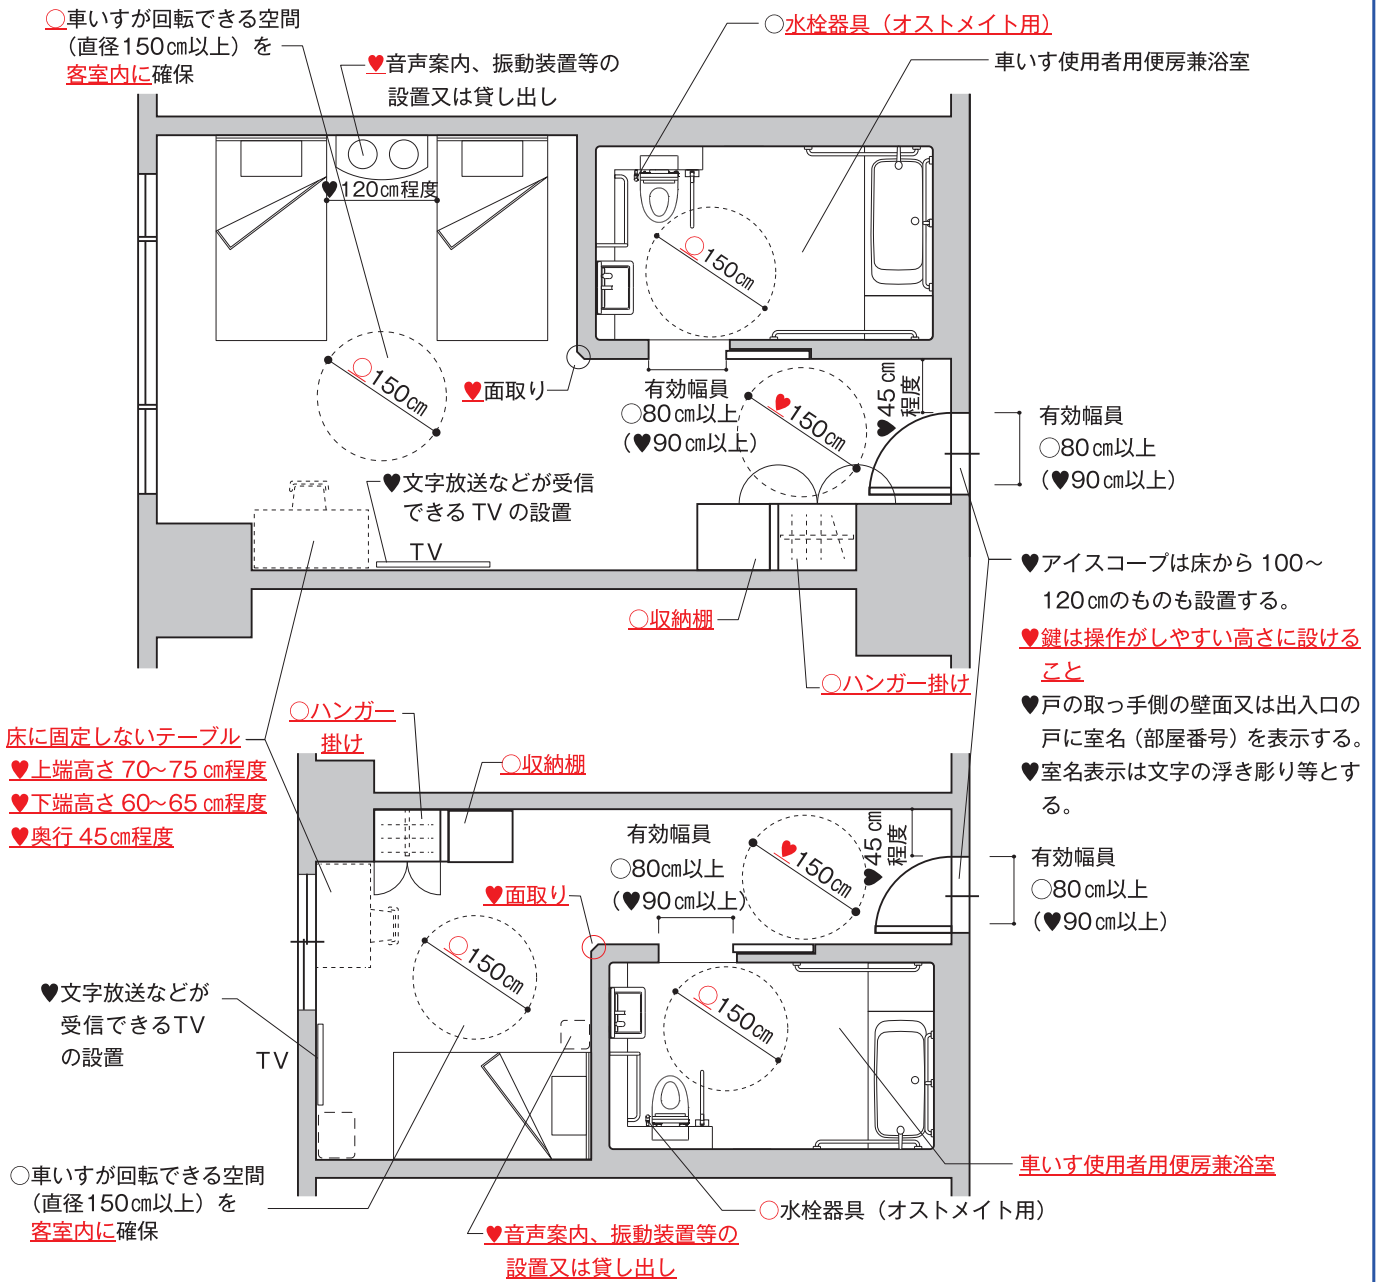 ○車いすが回転できる空間
（直径150㎝以上）を
客室内に確保
♥音声案内、振動装置等の
設置又は貸し出し
○水栓器具（オストメイト用）
車いす使用者用便房兼浴室
♥120㎝程度
○150㎝
○150㎝
♥面取り
有効幅員
○80㎝以上
（♥90㎝以上）
♥150㎝
♥45㎝
程度
有効幅員
○80㎝以上
（♥90㎝以上）
♥文字放送などが受信
できる TV の設置
TV
○収納棚
○ハンガー掛け
♥アイスコープは床から 100～
120㎝のものも設置する。
♥鍵は操作がしやすい高さに設ける
こと
♥戸の取っ手側の壁面又は出入口の
戸に室名（部屋番号）を表示する。
♥室名表示は文字の浮き彫り等とす
る。
床に固定しないテーブル
♥上端高さ 70～75㎝程度
♥下端高さ 60～65㎝程度
♥奥行 45㎝程度
○ハンガー
掛け
○収納棚
有効幅員
○80㎝以上
（♥90㎝以上）
♥150㎝
♥45㎝
程度
有効幅員
○80㎝以上
（♥90㎝以上）
♥面取り
○150㎝
○150㎝
♥文字放送などが
受信できるTV
の設置
TV
○車いすが回転できる空間
（直径150㎝以上）を
客室内に確保
♥音声案内、振動装置等の
設置又は貸し出し
○水栓器具（オストメイト用）
車いす使用者用便房兼浴室